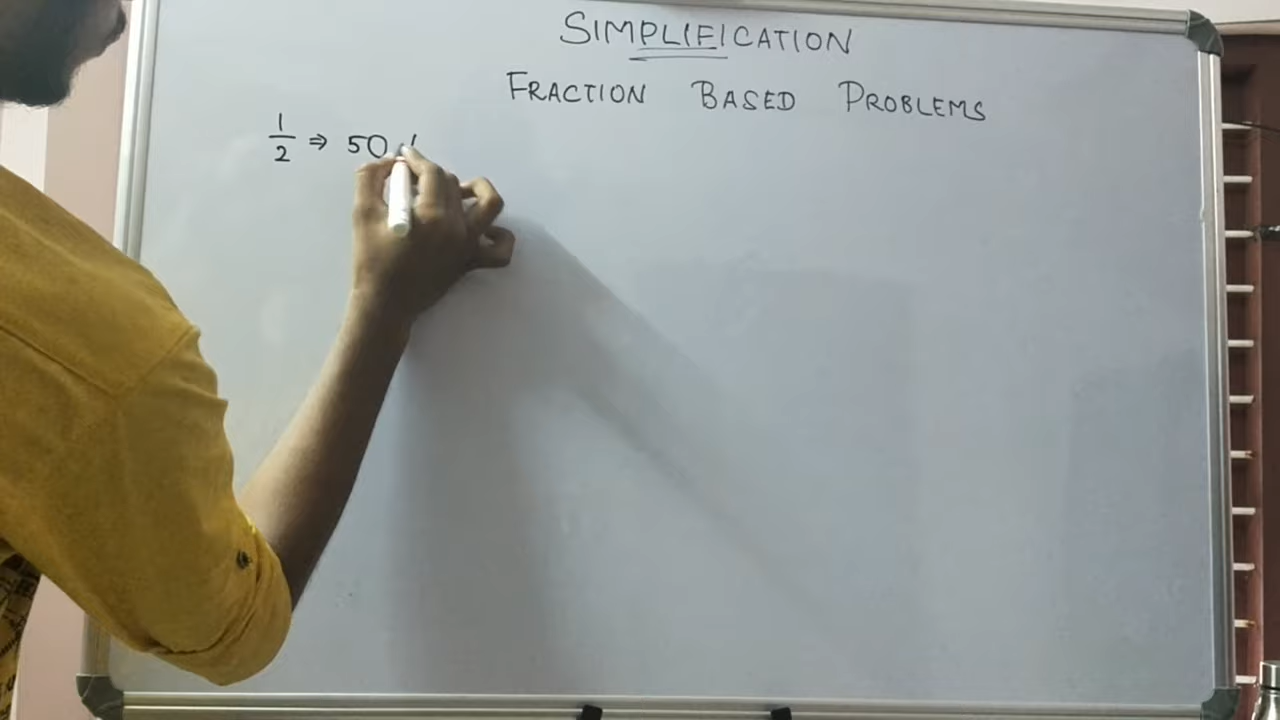 SIMPLIFICATION
FRACTION BASED PROBLEMS
1/2 ⇒ 50